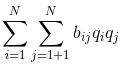 \sum_{i=1}^{N} \sum_{j=1+1}^{N} b_{ij} q_i q_j